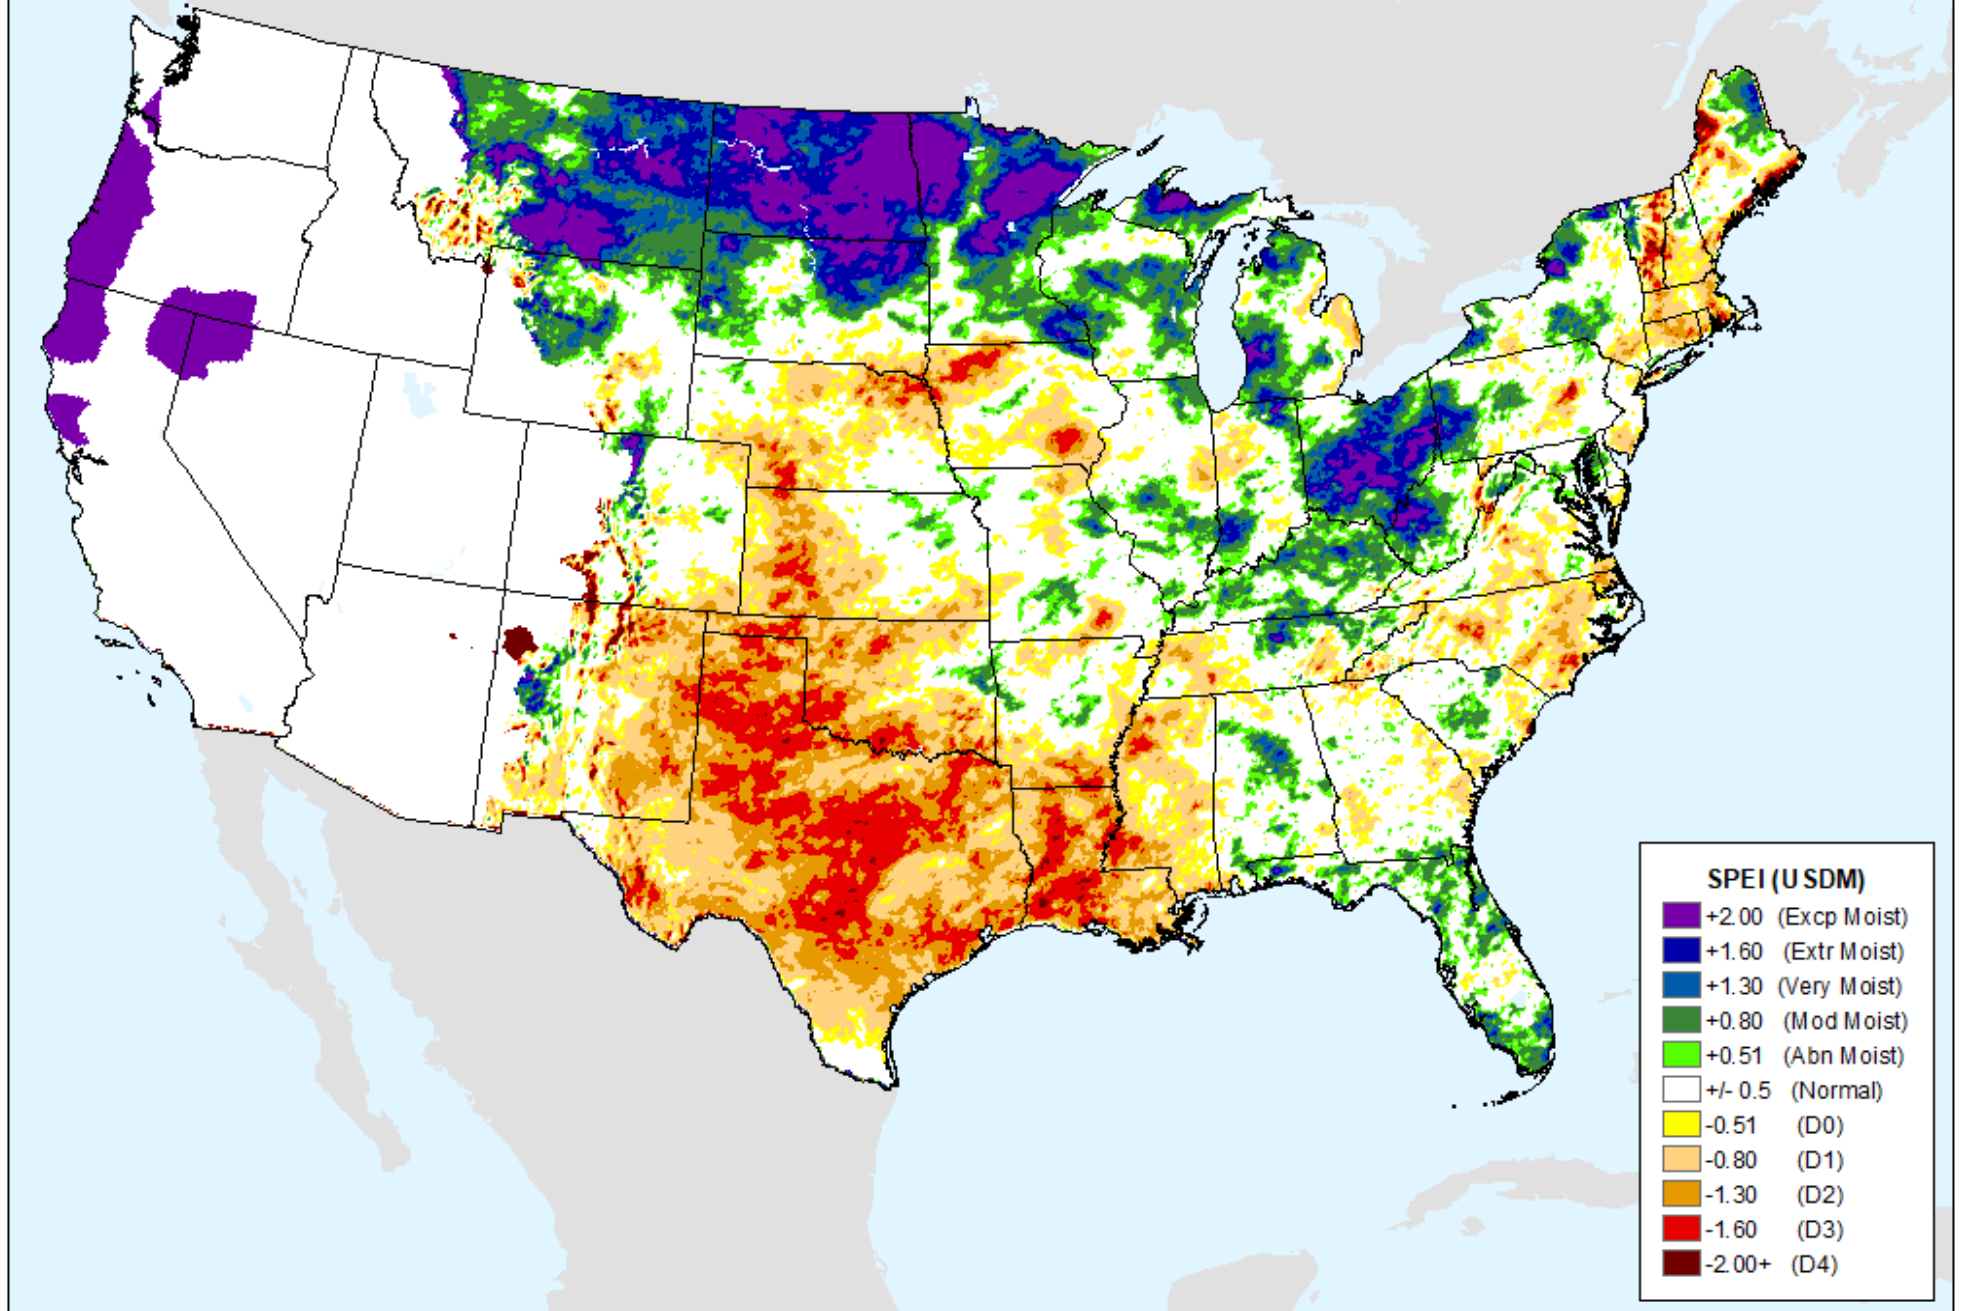 SPEI (USDM)
+2.00 (Excp Moist)
+1.60 (Extr Moist)
+1.30 (Very Moist)
+0.80 (Mod Moist)
+0.51 (Abn Moist)
+/- 0.5 (Normal)
-0.51 (D0)
-0.80 (D1)
-1.30 (D2)
-1.60 (D3)
-2.00+ (D4)